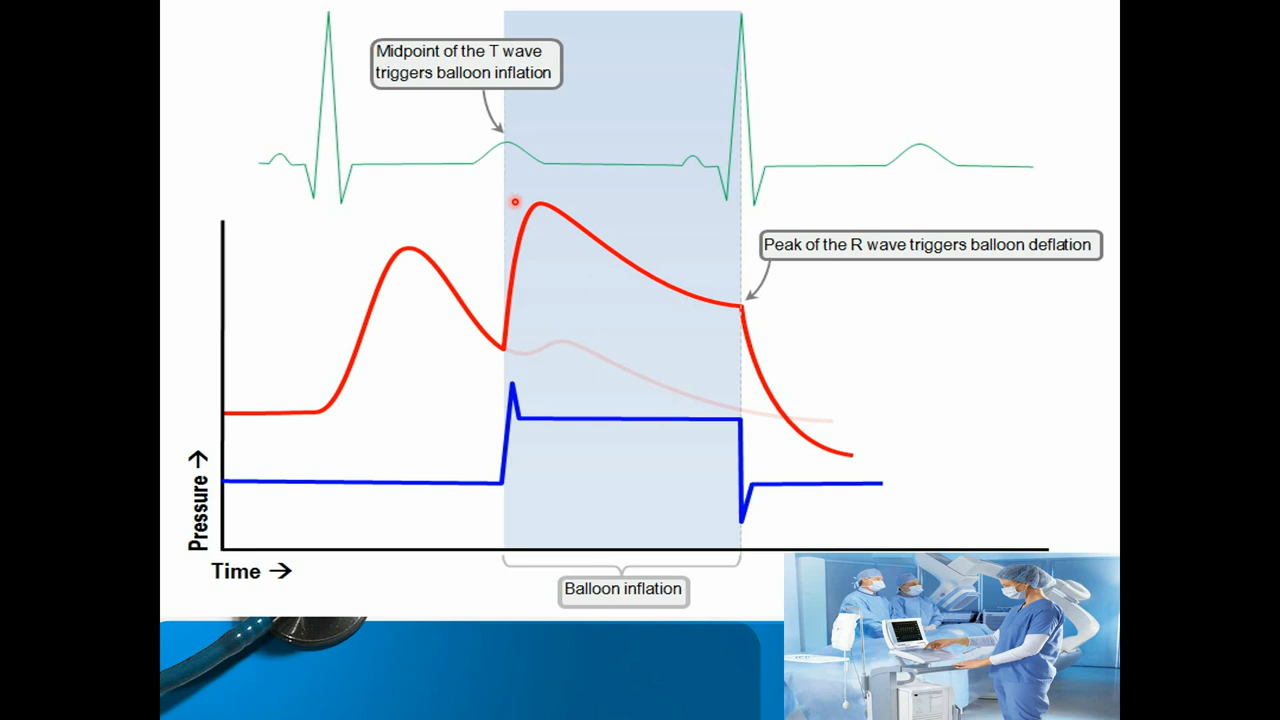 Midpoint of the T wave
triggers balloon inflation
Peak of the R wave triggers balloon deflation
Pressure →
Time →
Balloon inflation